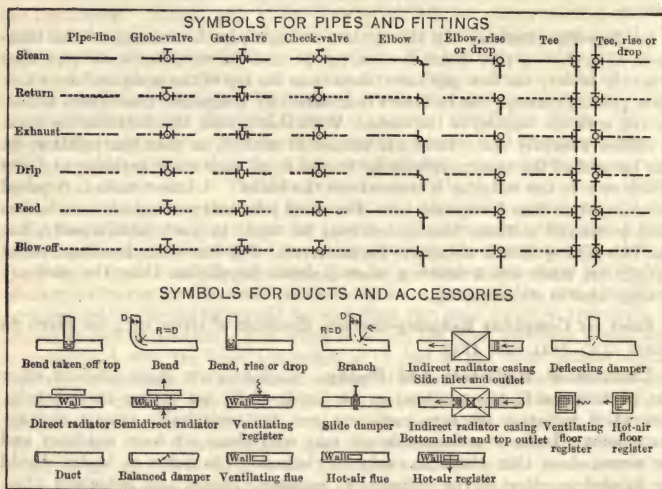 SYMBOLS FOR PIPES AND FITTINGS
Pipe-line Globe-valve Gate-valve Check-valve Elbow Elbow, rise or drop Tee Tee, rise or drop
Steam
Return
Exhaust
Drip
Feed
Blow-off
SYMBOLS FOR DUCTS AND ACCESSORIES
D R=D R=D D R
Bend taken off top Bend Bend, rise or drop Branch Indirect radiator casing Side inlet and outlet Deflecting damper
Wall Wall Wall Wall
Direct radiator Semidirect radiator Ventilating register Slide damper Indirect radiator casing Bottom inlet and top outlet Ventilating floor register Hot-air floor register
Wall Wall Wall
Duct Balanced damper Ventilating flue Hot-air flue Hot-air register